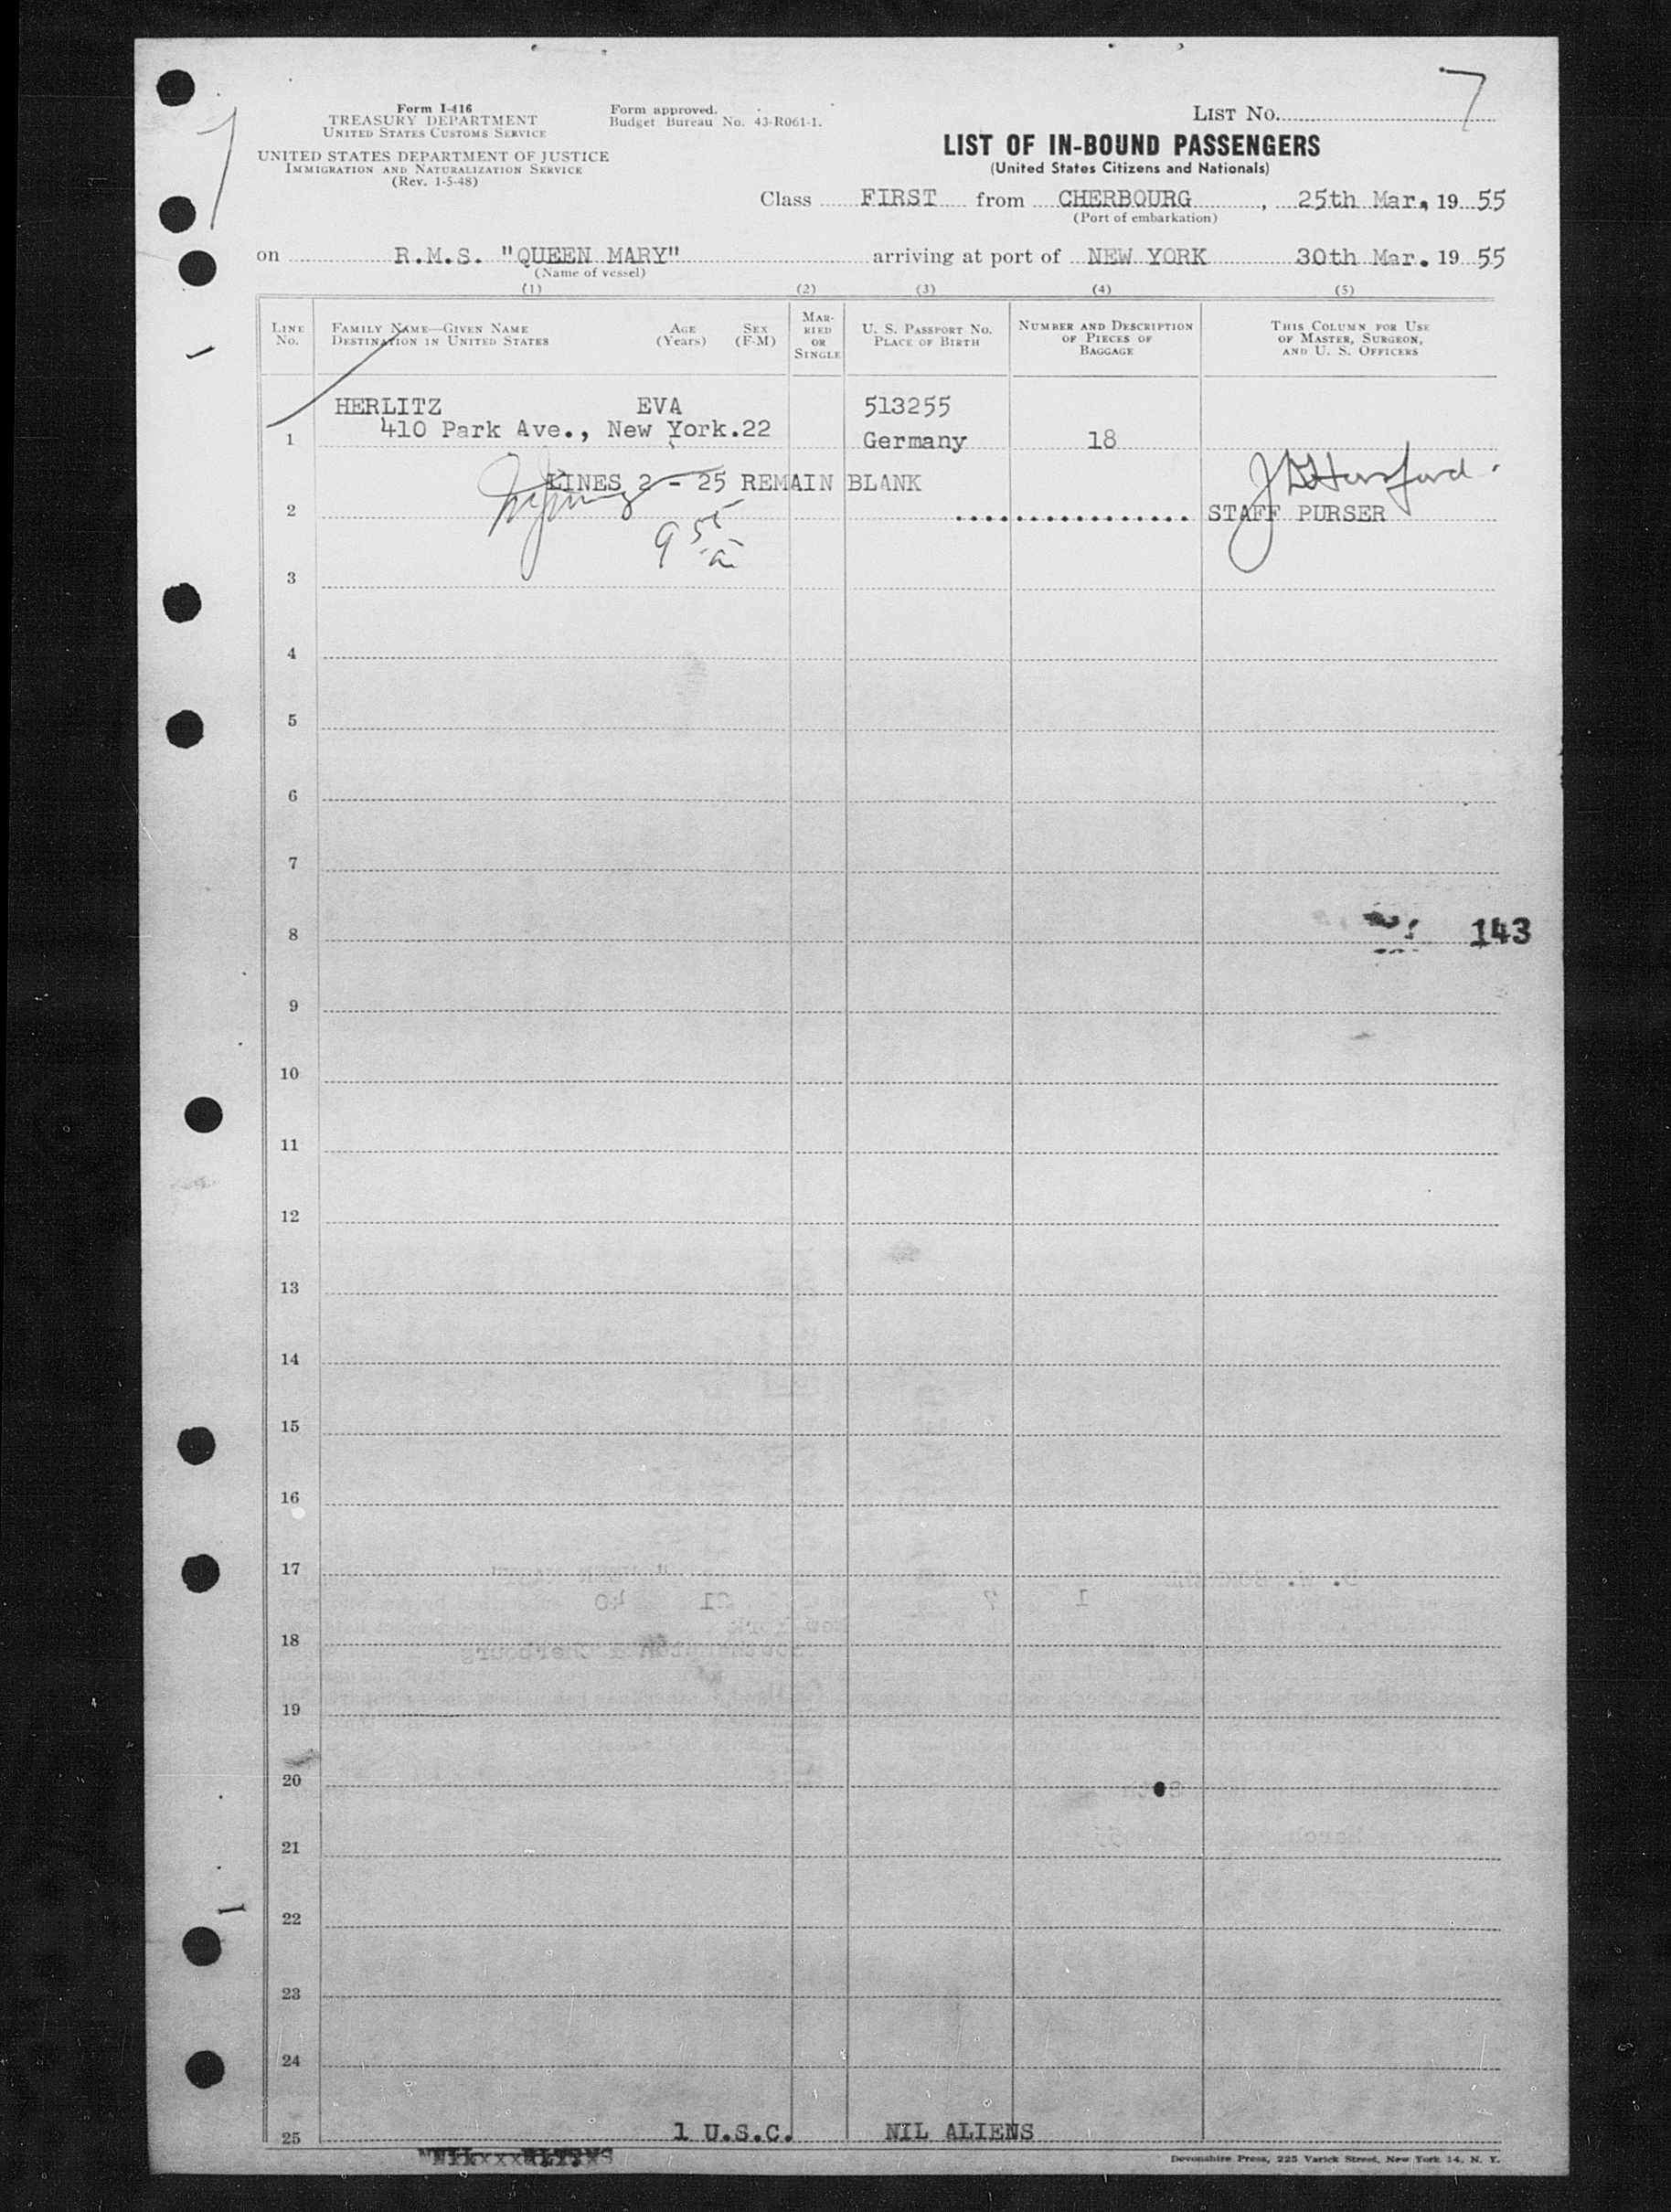 7
Form I-416
TREASURY DEPARTMENT
UNITED STATES CUSTOMS SERVICE
UNITED STATES DEPARTMENT OF JUSTICE
IMMIGRATION AND NATURALIZATION SERVICE
(Rev. 1-5-48)
Form approved.
Budget Bureau No. 43-R061-1.
LIST No.
LIST OF IN-BOUND PASSENGERS
(United States Citizens and Nationals)
Class FIRST from CHERBOURG, 25th Mar. 19 55
(Port of embarkation)
on R.M.S. "QUEEN MARY" arriving at port of NEW YORK 30th Mar. 19 55
(Name of vessel)
(1) (2) (3) (4) (5)
LINE No.
FAMILY NAME—GIVEN NAME
DESTINATION IN UNITED STATES
AGE (Years)
SEX (F-M)
MARRIED OR SINGLE
U. S. PASSPORT No.
PLACE OF BIRTH
NUMBER AND DESCRIPTION OF PIECES OF BAGGAGE
THIS COLUMN FOR USE OF MASTER, SURGEON, AND U. S. OFFICERS
HERLITZ EVA 513255
410 Park Ave., New York.22
1 Germany 18
LINES 2 - 25 REMAIN BLANK
2 STAFF PURSER
9 55 a
3
4
5
6
7
8 143
9
10
11
12
13
14
15
16
17
18
19
20
21
22
23
24
25 1 U.S.C. NIL ALIENS
Devonshire Press, 225 Varick Street, New York 14, N. Y.